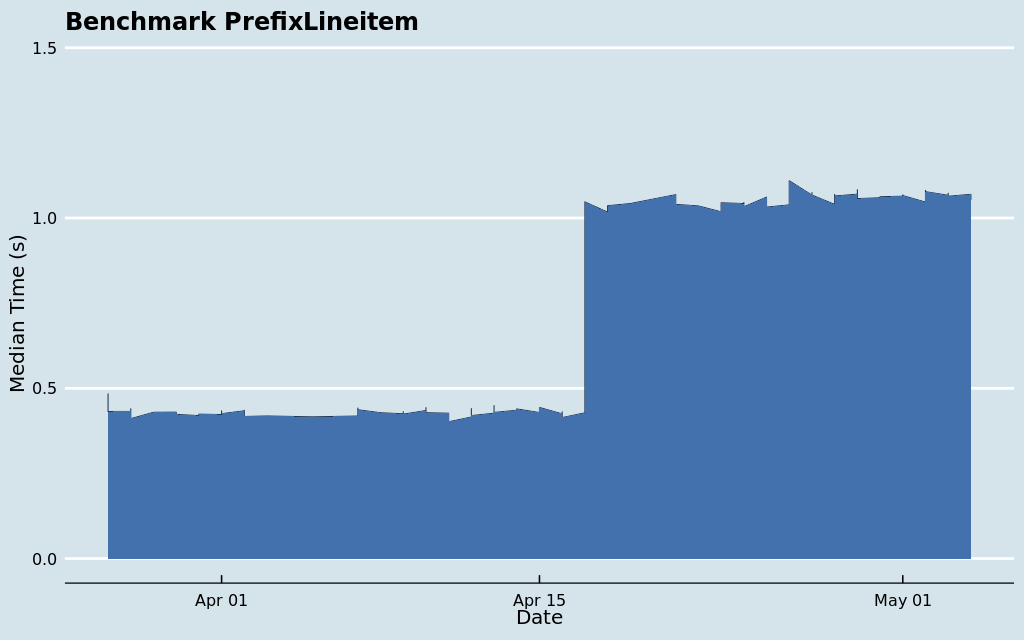 Benchmark PrefixLineitem
1.5
1.0
0.5
0.0
Median Time (s)
Apr 01
Apr 15
May 01
Date